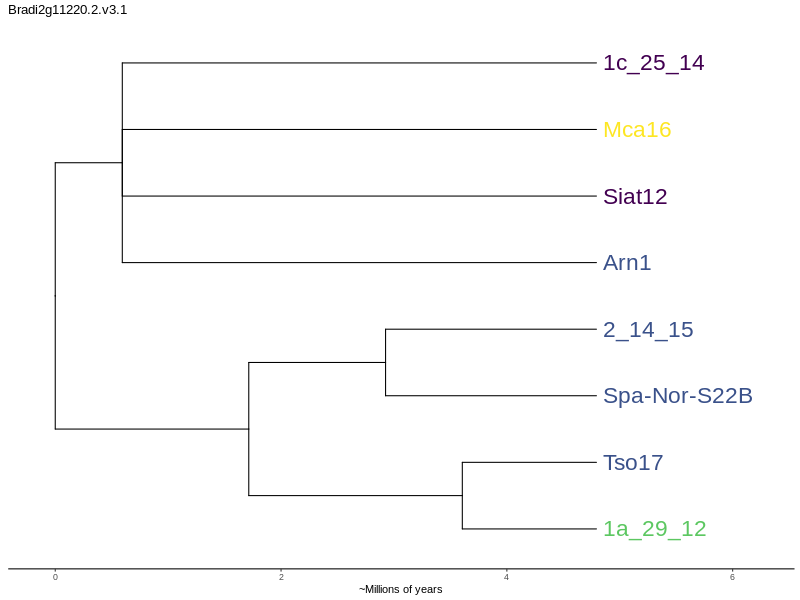 Bradi2g11220.2.v3.1
1c_25_14
Mca16
Siat12
Arn1
2_14_15
Spa-Nor-S22B
Tso17
1a_29_12
0 2 4 6
~Millions of years